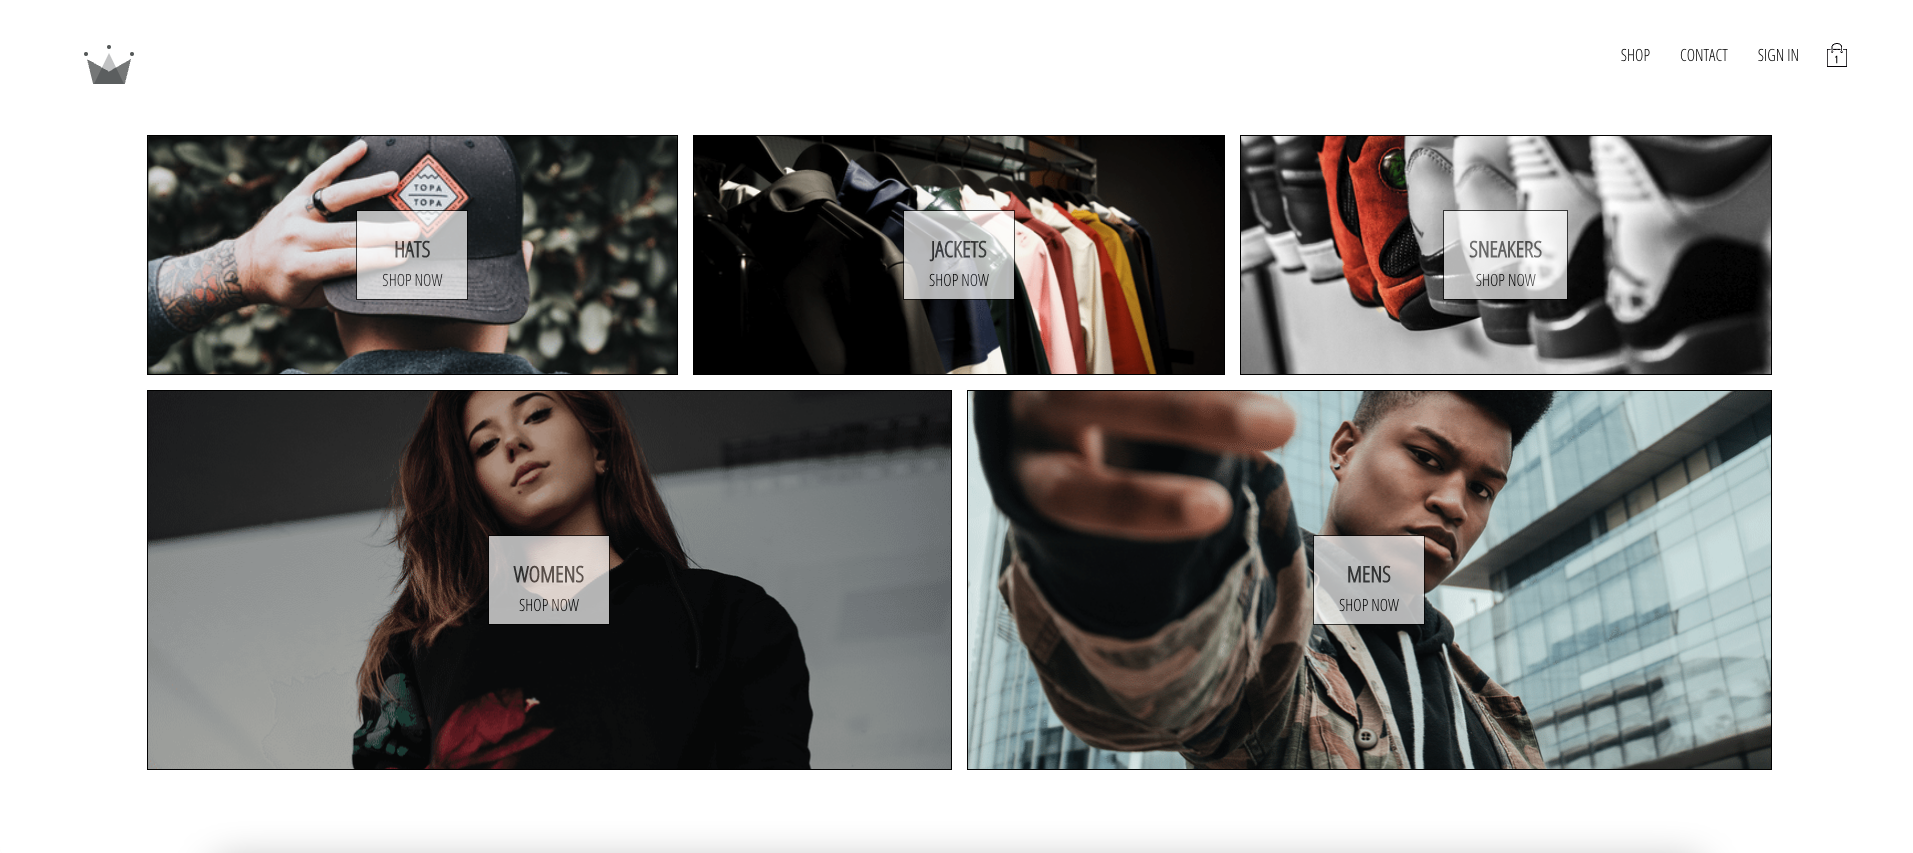 SHOP
CONTACT
SIGN IN
1
TOPA
TOPA
HATS
SHOP NOW
JACKETS
SHOP NOW
SNEAKERS
SHOP NOW
WOMENS
SHOP NOW
MENS
SHOP NOW